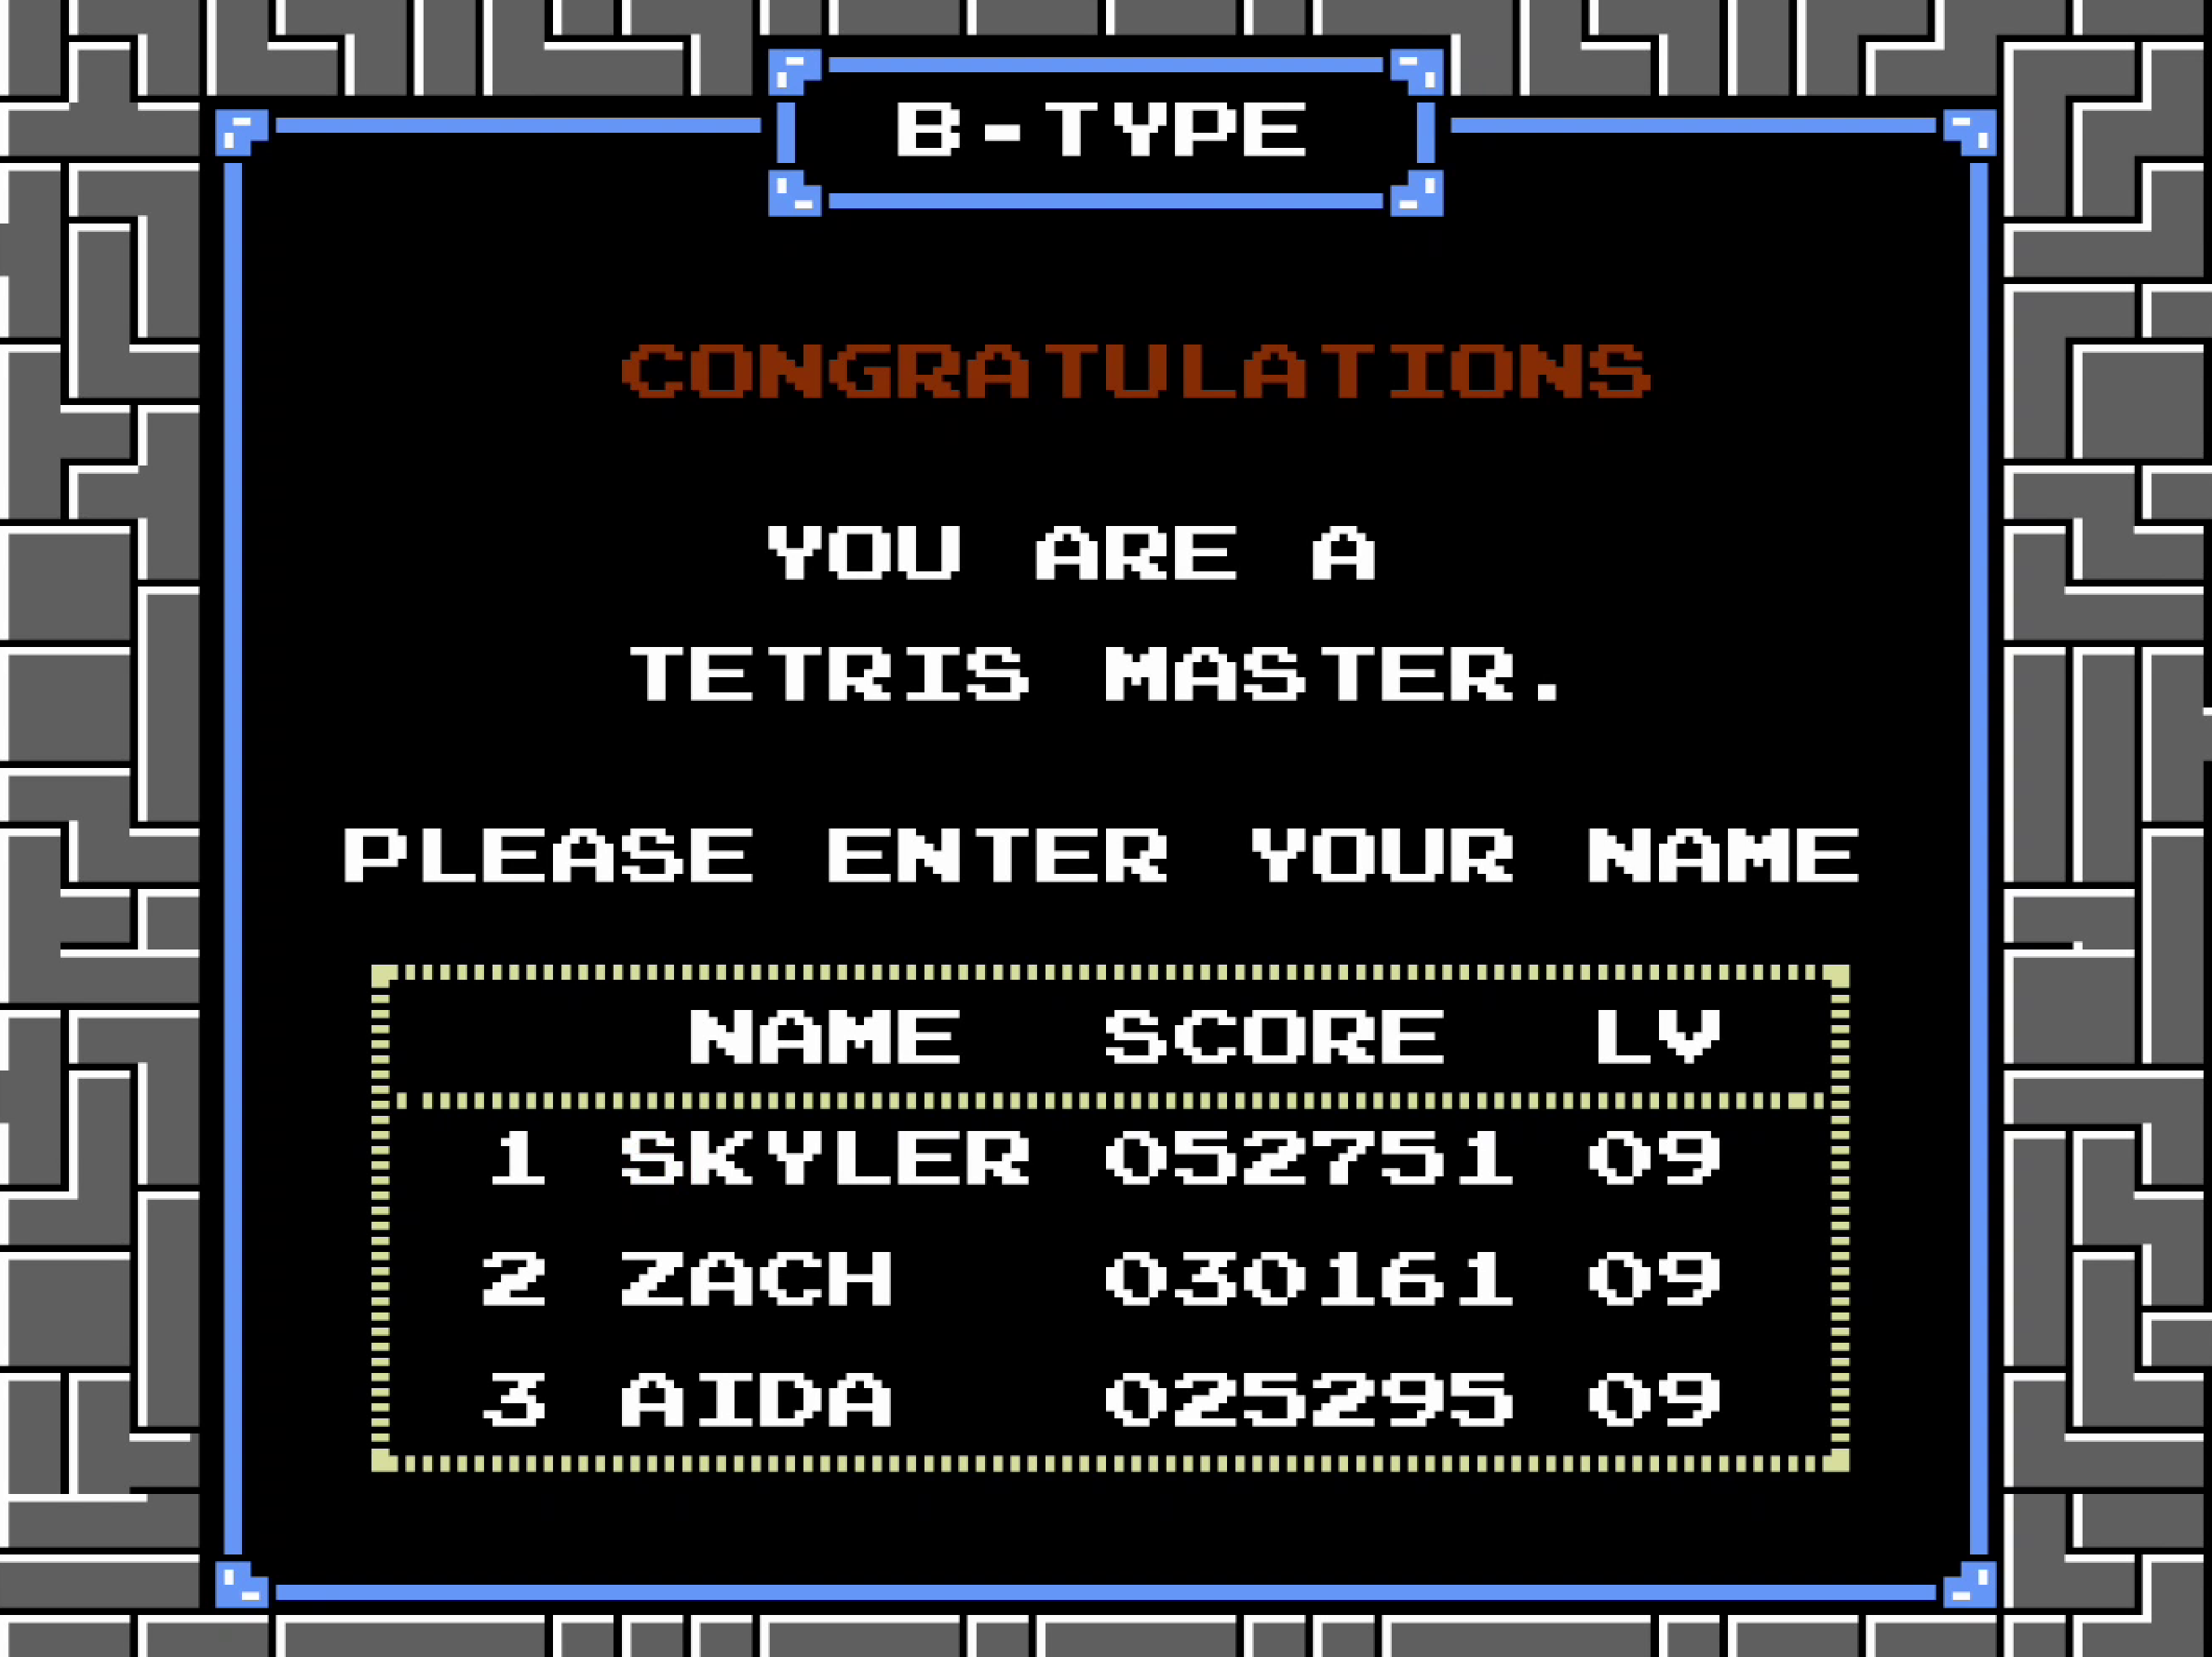 B-TYPE
CONGRATULATIONS
YOU ARE A
TETRIS MASTER.
PLEASE ENTER YOUR NAME
NAME SCORE LV
1 SKYLER 052751 09
2 ZACH 030161 09
3 AIDA 025295 09